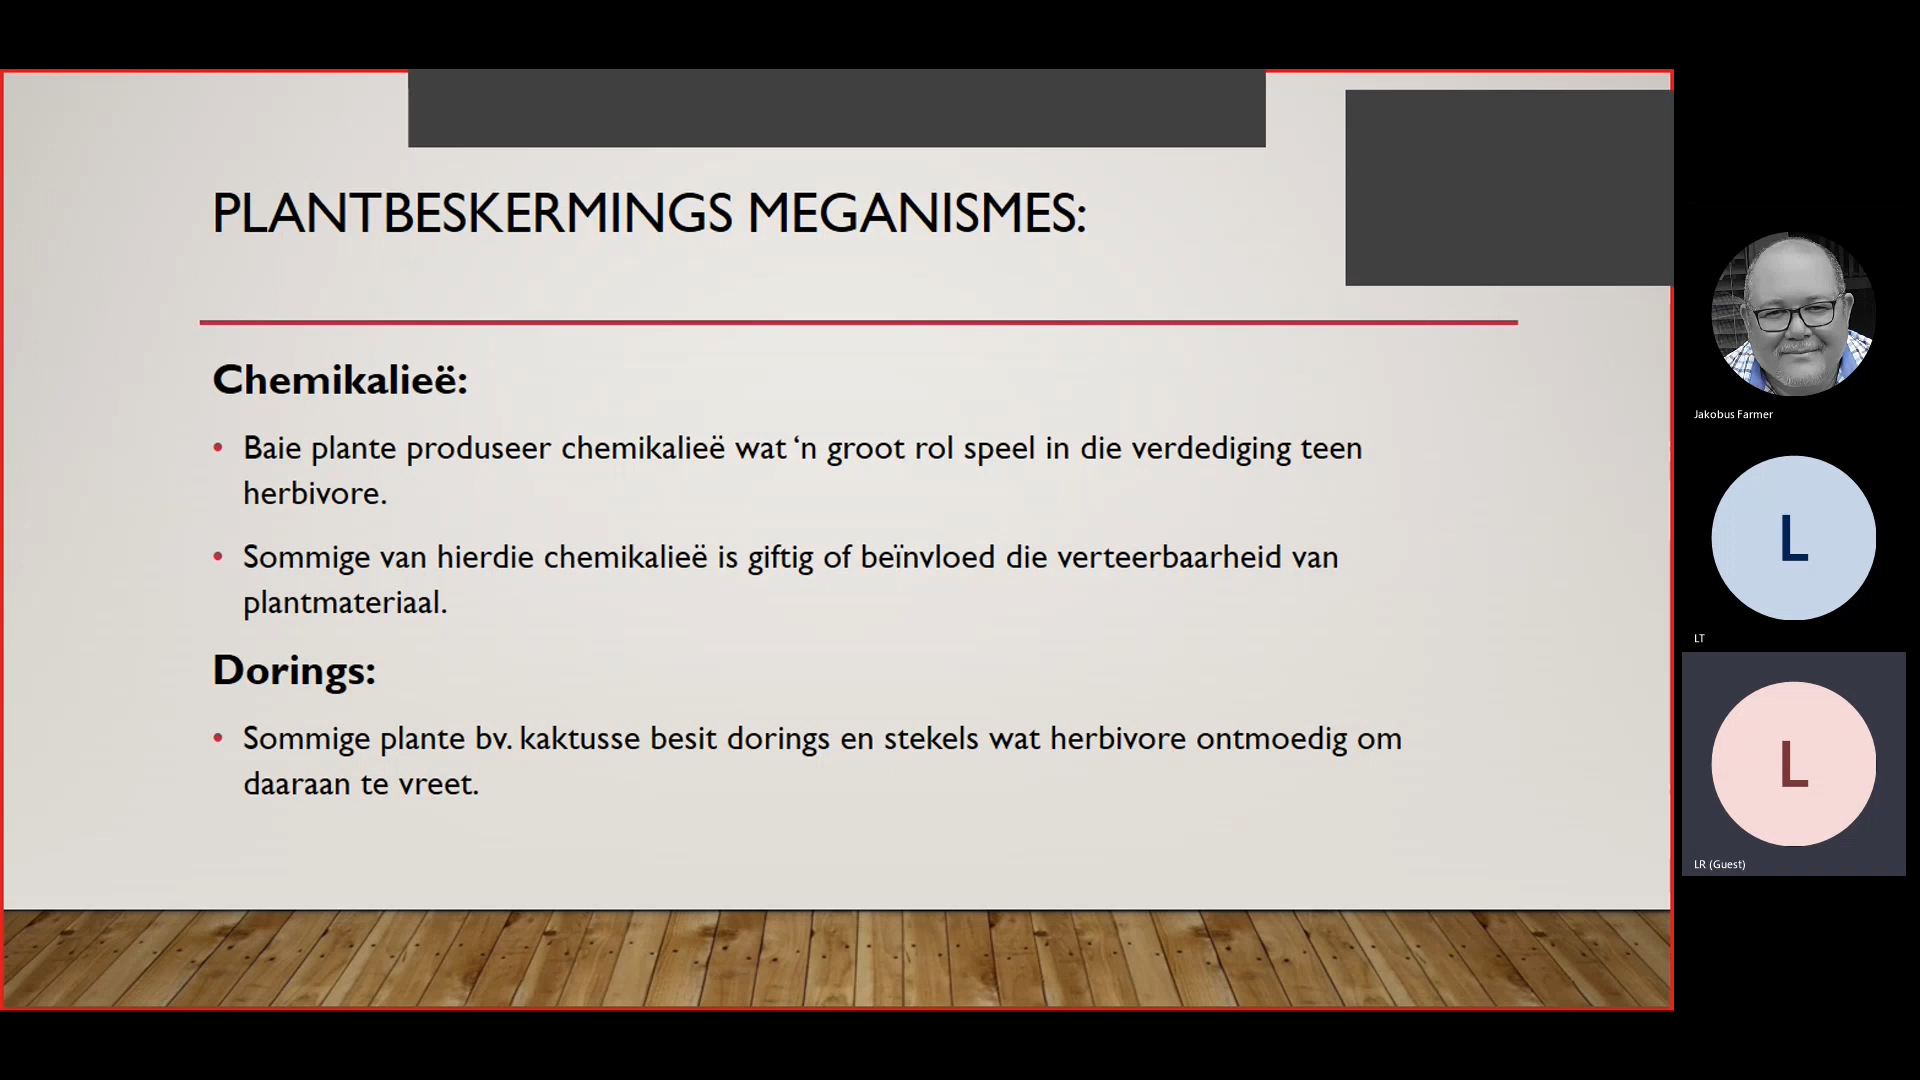 PLANTBESKERMINGS MEGANISMES:
Chemikalieë:
• Baie plante produseer chemikalieë wat ‘n groot rol speel in die verdediging teen
herbivore.
• Sommige van hierdie chemikalieë is giftig of beïnvloed die verteerbaarheid van
plantmateriaal.
Dorings:
• Sommige plante bv. kaktusse besit dorings en stekels wat herbivore ontmoedig om
daaraan te vreet.
Jakobus Farmer
L
LT
L
LR (Guest)